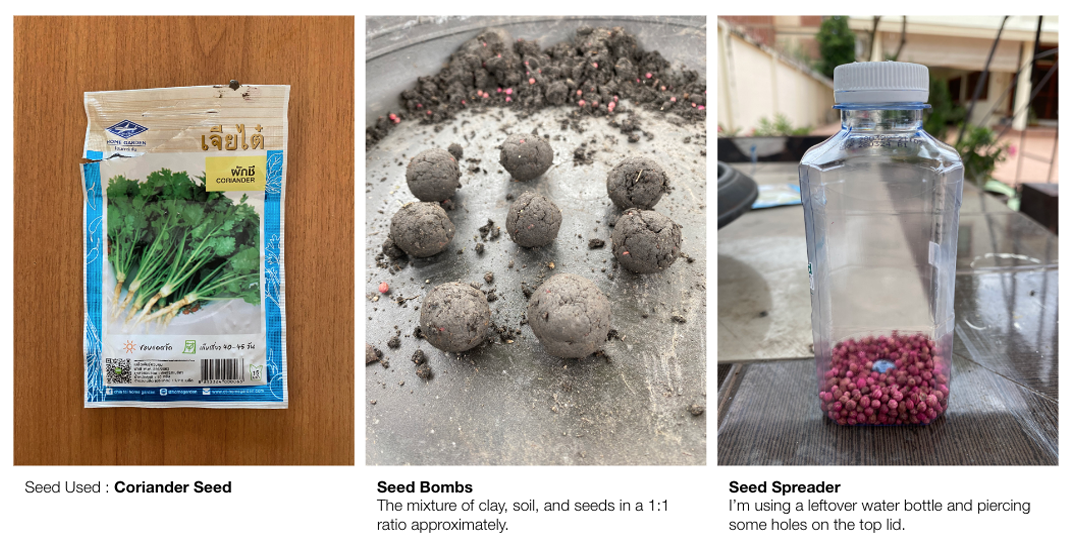 HOME GARDEN
เจียไต๋
ผักชี
CORIANDER
ชอบแดดจัด
เก็บเกี่ยว 40-45 วัน
Seed Used : Coriander Seed
Seed Bombs
The mixture of clay, soil, and seeds in a 1:1
ratio approximately.
Seed Spreader
I'm using a leftover water bottle and piercing
some holes on the top lid.